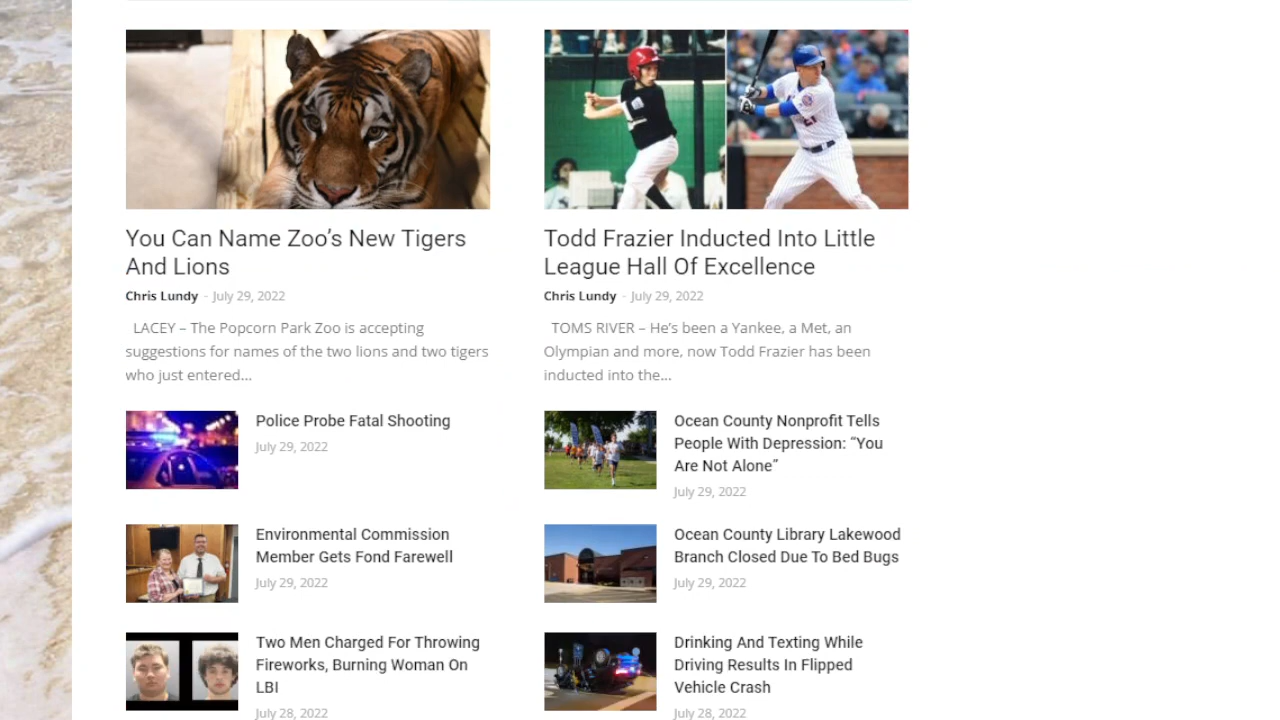 You Can Name Zoo’s New Tigers
And Lions
Chris Lundy - July 29, 2022
LACEY – The Popcorn Park Zoo is accepting
suggestions for names of the two lions and two tigers
who just entered...
Todd Frazier Inducted Into Little
League Hall Of Excellence
Chris Lundy - July 29, 2022
TOMS RIVER – He’s been a Yankee, a Met, an
Olympian and more, now Todd Frazier has been
inducted into the...
Police Probe Fatal Shooting
July 29, 2022
Ocean County Nonprofit Tells
People With Depression: “You
Are Not Alone”
July 29, 2022
Environmental Commission
Member Gets Fond Farewell
July 29, 2022
Ocean County Library Lakewood
Branch Closed Due To Bed Bugs
July 29, 2022
Two Men Charged For Throwing
Fireworks, Burning Woman On
LBI
July 28, 2022
Drinking And Texting While
Driving Results In Flipped
Vehicle Crash
July 28, 2022